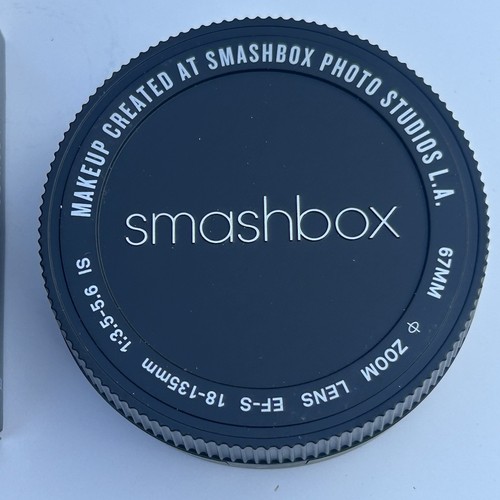 MAKEUP CREATED AT SMASHBOX PHOTO STUDIOS L.A.
smashbox
67MM ⌀ ZOOM LENS EF-S 18-135mm 1:3.5-5.6 IS